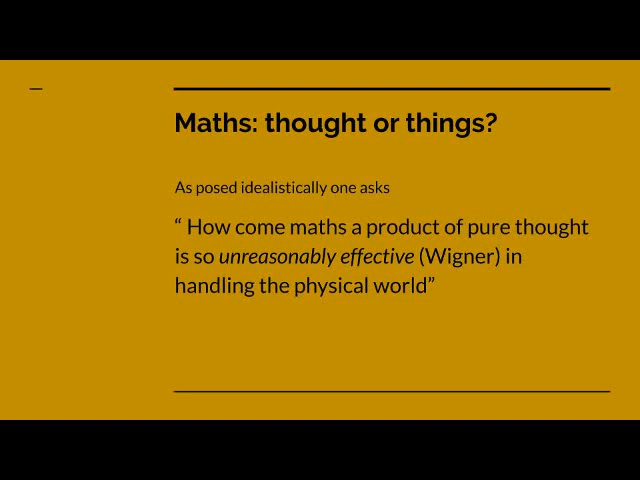 Maths: thought or things?
As posed idealistically one asks
“ How come maths a product of pure thought
is so unreasonably effective (Wigner) in
handling the physical world”